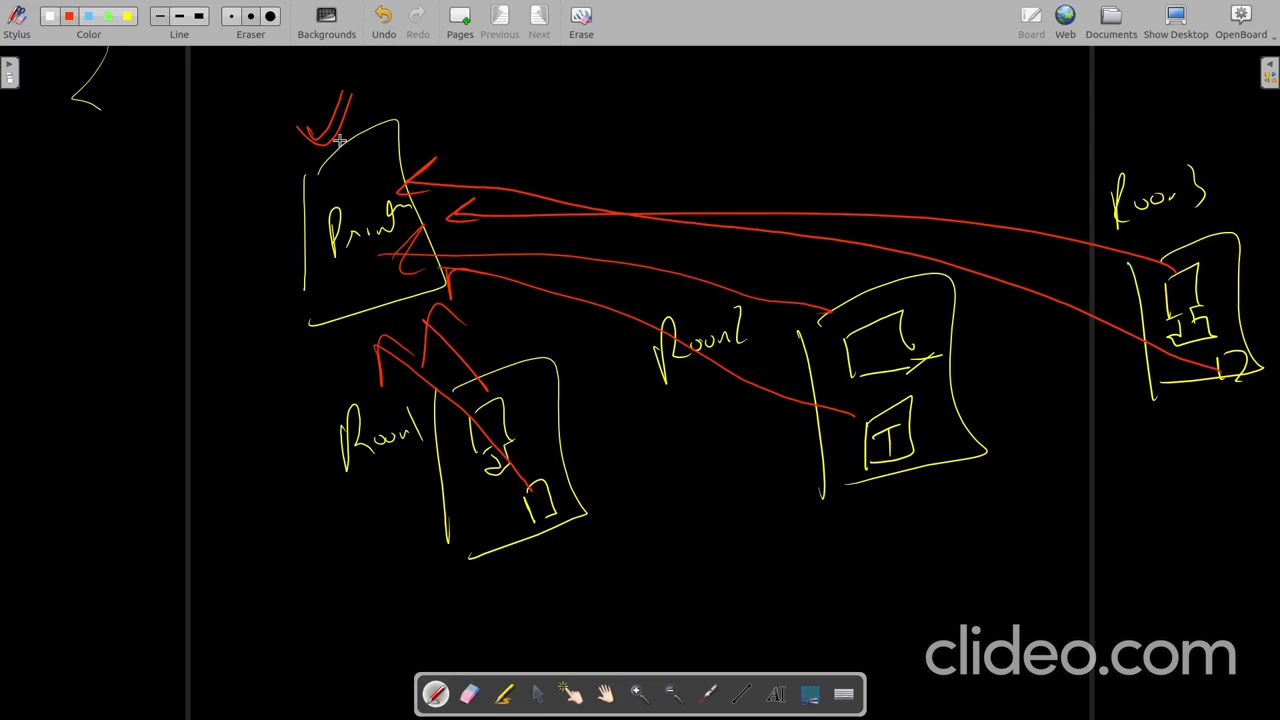 Stylus
Color
Line
Eraser
Backgrounds
Undo
Redo
Pages
Previous
Next
Erase
Board
Web
Documents
Show Desktop
OpenBoard
Room 3
Room 2
Room 1
T
clideo.com
AI